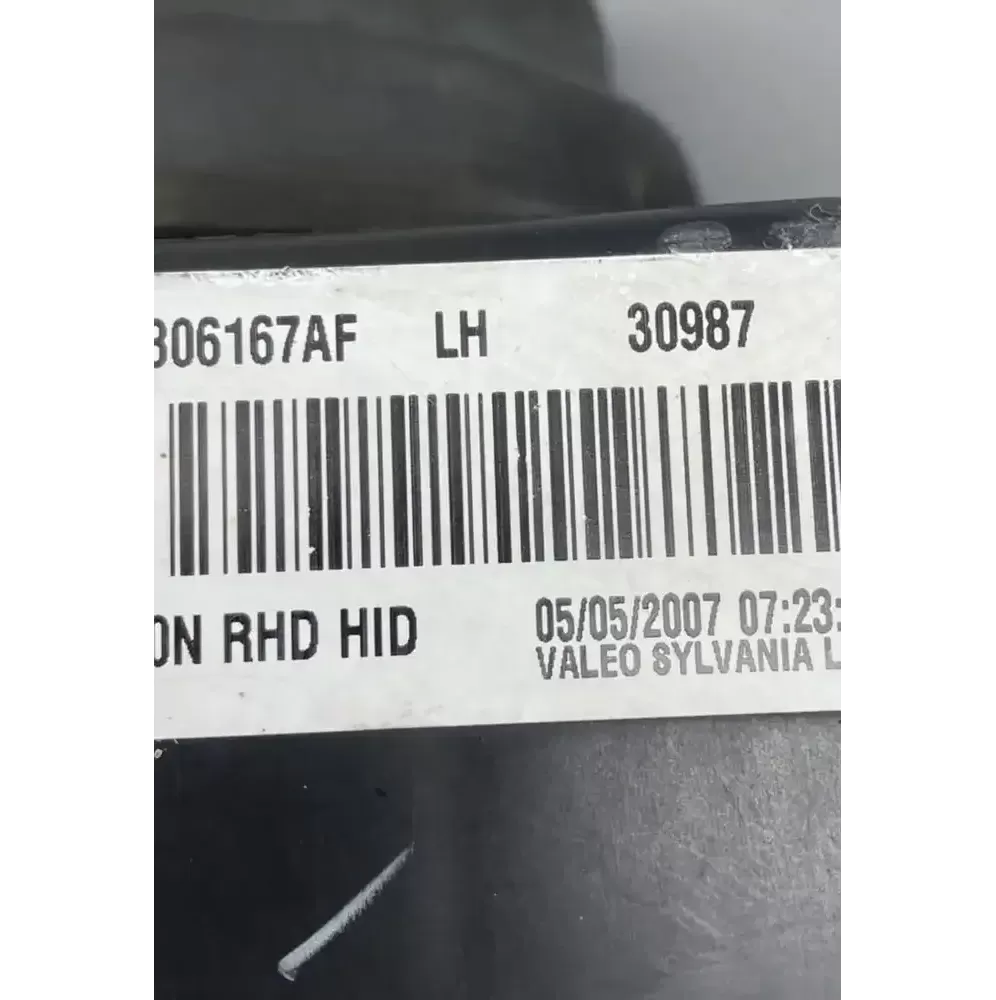 306167AF LH 30987
ON RHD HID 05/05/2007 07:23:
VALEO SYLVANIA L